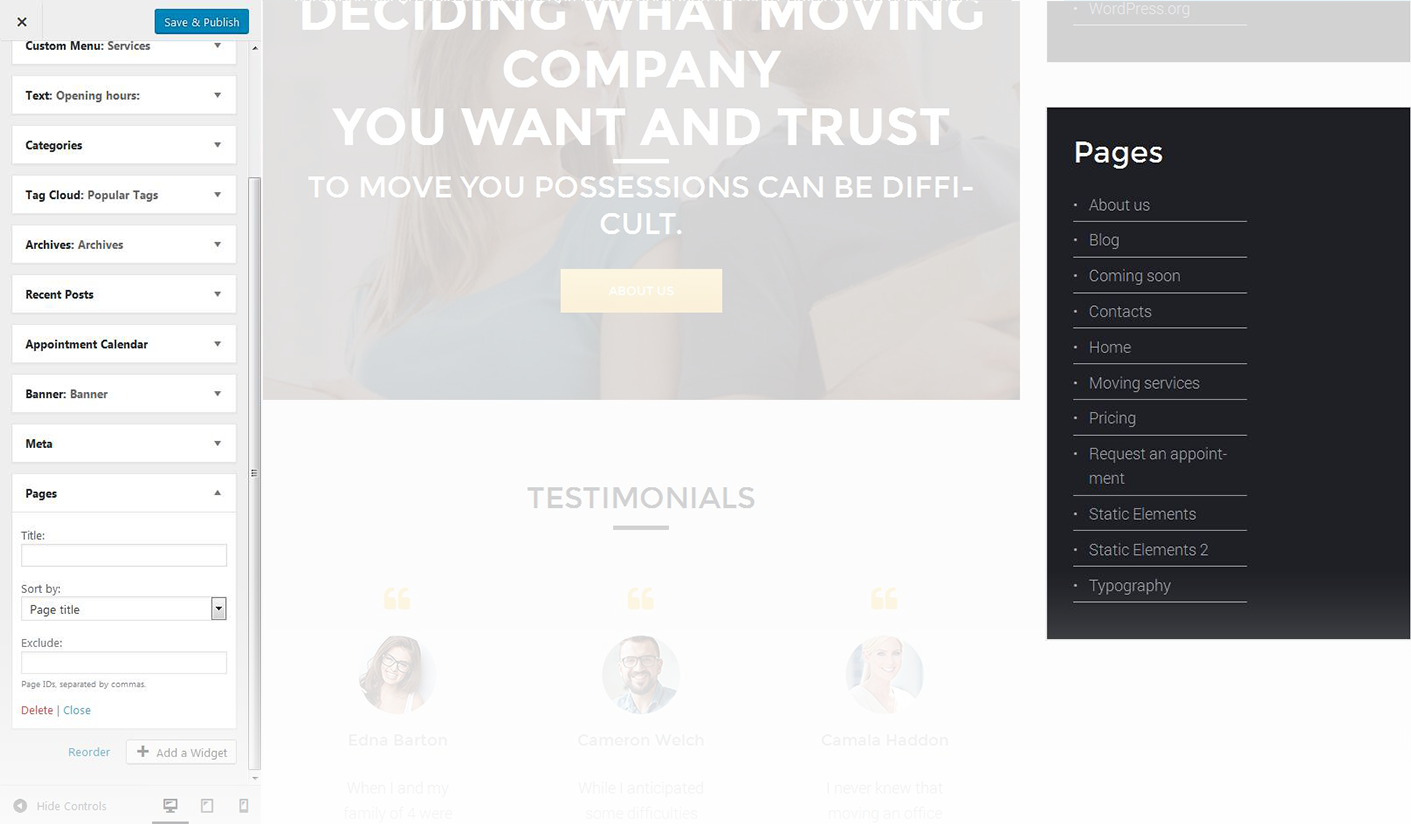 Save & Publish
Custom Menu: Services
Text: Opening hours:
Categories
Tag Cloud: Popular Tags
Archives: Archives
Recent Posts
Appointment Calendar
Banner: Banner
Meta
Pages
Title:
Sort by:
Page title
Exclude:
Page IDs, separated by commas.
Delete | Close
Reorder
Add a Widget
Hide Controls
DECIDING WHAT MOVING
COMPANY
YOU WANT AND TRUST
TO MOVE YOU POSSESSIONS CAN BE DIFFI-
CULT.
ABOUT US
TESTIMONIALS
Edna Barton
When I and my
family of 4 were
Cameron Welch
While I anticipated
some difficulties
Camala Haddon
I never knew that
moving an office
WordPress.org
Pages
About us
Blog
Coming soon
Contacts
Home
Moving services
Pricing
Request an appoint-
ment
Static Elements
Static Elements 2
Typography